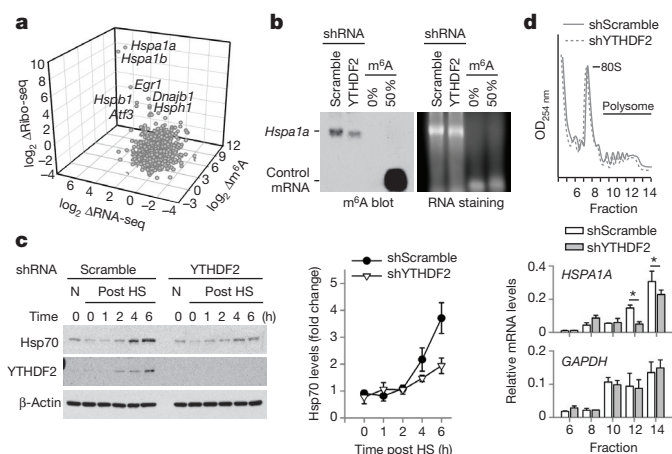 a
log2 ΔRibo-seq
10
8
6
4
2
0
−2
−4
Hspa1a
Hspa1b
Egr1
Hspb1
Dnajb1
Atf3
Hsph1
6
4
2
0
−2
−4
log2 ΔRNA-seq
12
9
6
3
0
−3
log2 Δm6A
b
shRNA
Scramble
YTHDF2
m6A
0%
50%
shRNA
Scramble
YTHDF2
m6A
0%
50%
Hspa1a
Control
mRNA
m6A blot
RNA staining
c
shRNA
Scramble
YTHDF2
N
Post HS
N
Post HS
Time
0 1 2 4 6
0 1 2 4 6 (h)
Hsp70
YTHDF2
β-Actin
shScramble
shYTHDF2
Hsp70 levels (fold change)
5
4
3
2
1
0
0 1 2 4 6
Time post HS (h)
d
shScramble
shYTHDF2
OD254 nm
80S
Polysome
6 8 10 12 14
Fraction
shScramble
shYTHDF2
Relative mRNA levels
0.4
0.2
0
HSPA1A
*
*
0.2
0.1
0
GAPDH
6 8 10 12 14
Fraction